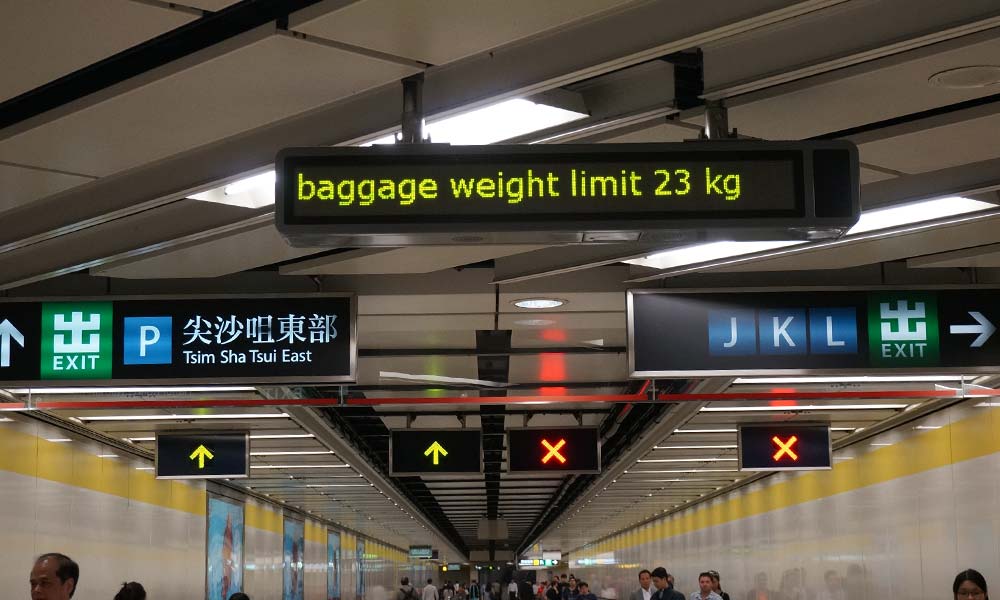 baggage weight limit 23 kg
出
EXIT
P
尖沙咀東部
Tsim Sha Tsui East
J K L
出
EXIT